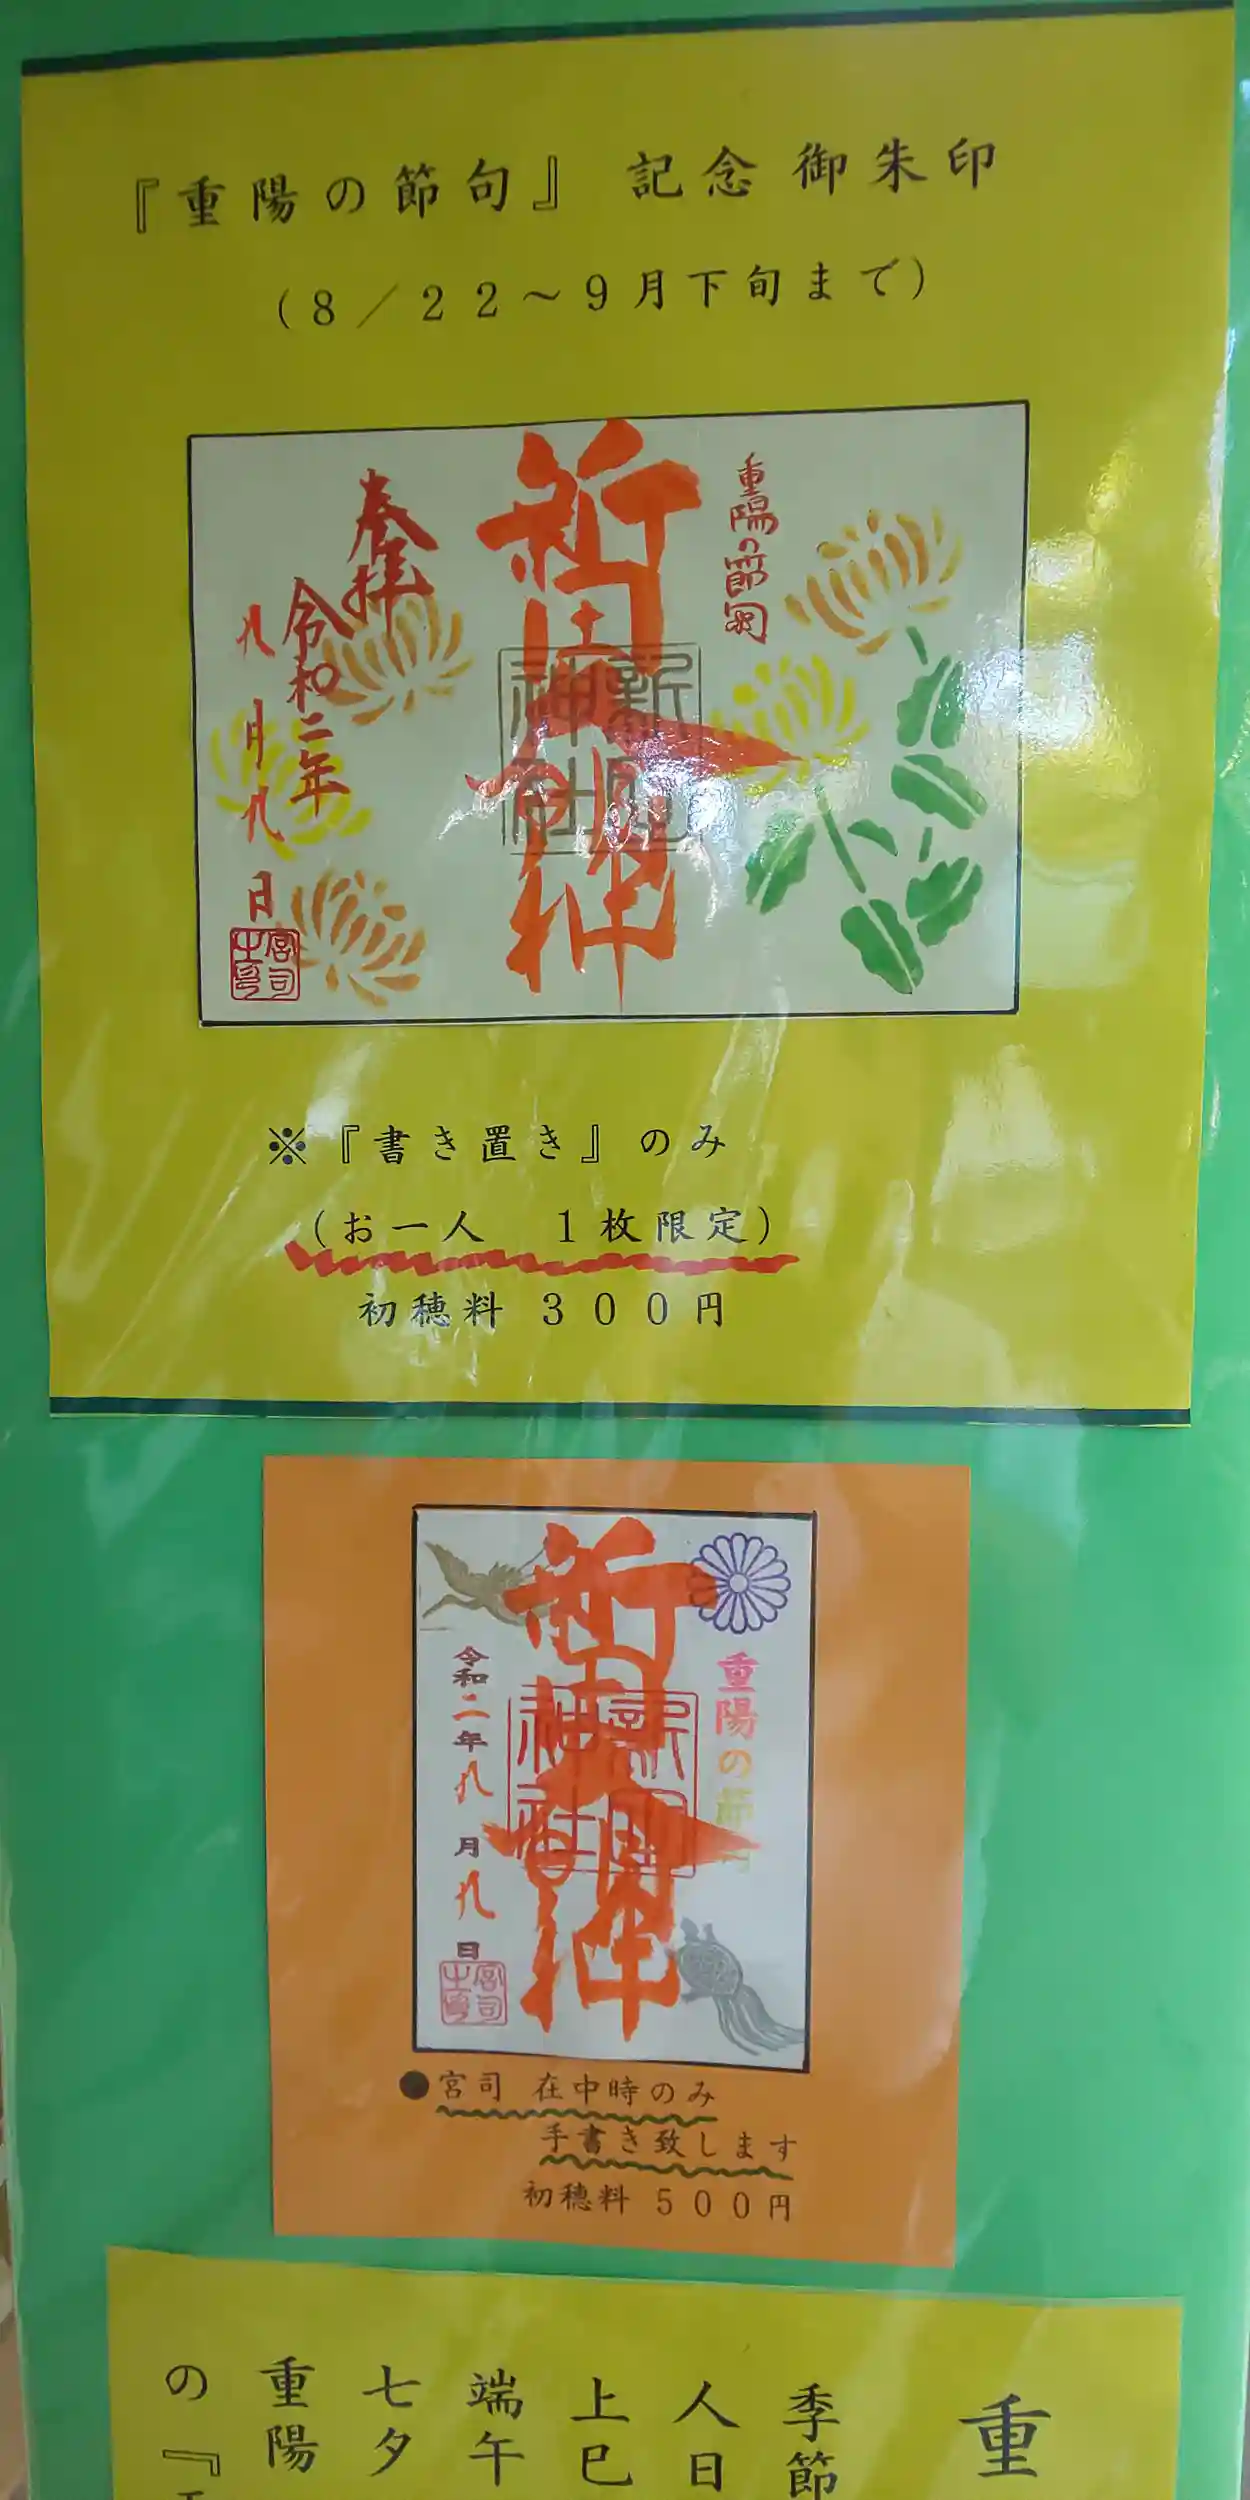 『重陽の節句』 記念 御朱印
(8/22~9月下旬まで)
重陽の節句
奉拝
令和二年
九月九日
※『書き置き』のみ
(お一人 1枚限定)
初穂料 300円
重陽の節句
令和二年九月九日
●宮司 在中時のみ
手書き致します
初穂料 500円
重
季節
人日
上巳
端午
七夕
重陽
の『